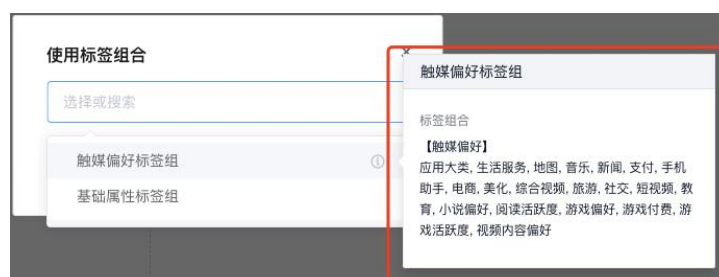 使用标签组合
选择或搜索
触媒偏好标签组
基础属性标签组
触媒偏好标签组
标签组合
【触媒偏好】
应用大类, 生活服务, 地图, 音乐, 新闻, 支付, 手机
助手, 电商, 美化, 综合视频, 旅游, 社交, 短视频, 教
育, 小说偏好, 阅读活跃度, 游戏偏好, 游戏付费, 游
戏活跃度, 视频内容偏好